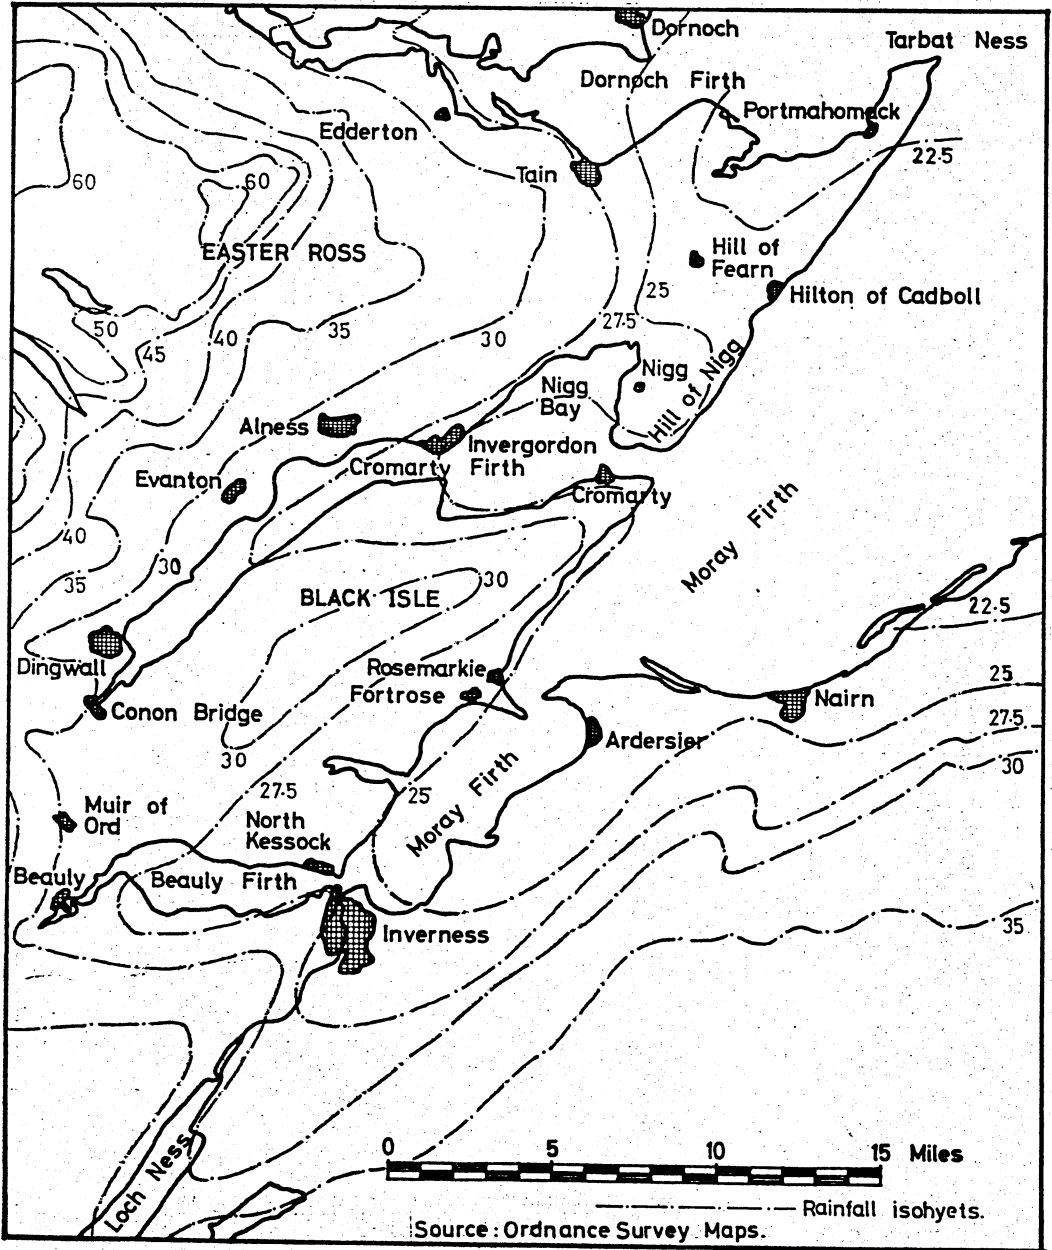 Dornoch
Tarbat Ness
Dornoch Firth
Portmahomack
Edderton
22.5
Tain
60
60
EASTER ROSS
Hill of
Fearn
25
Hilton of Cadboll
50
45
40
35
30
27.5
Nigg
Nigg
Bay
Hill of Nigg
Alness
Invergordon
Cromarty Firth
Evanton
Cromarty
Moray Firth
40
35
30
30
BLACK ISLE
22.5
Dingwall
Rosemarkie
Fortrose
25
Conon Bridge
Nairn
27.5
Ardersier
30
30
27.5
25
Moray Firth
Muir of
Ord
North
Kessock
Beauly
Beauly Firth
Inverness
35
Loch Ness
0 5 10 15 Miles
Rainfall isohyets.
Source: Ordnance Survey Maps.